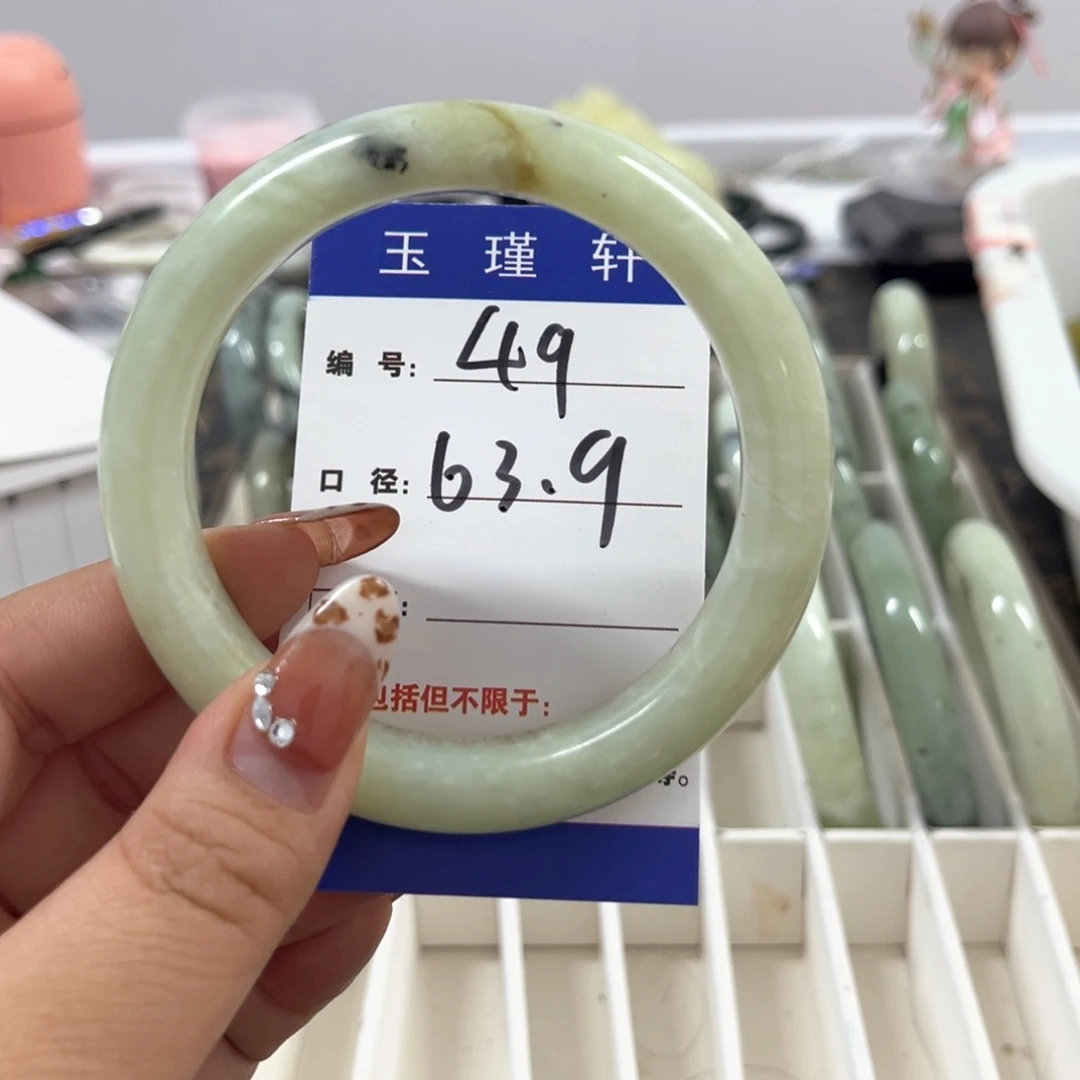 玉 瑾 轩
编 号: 49
口 径: 63.9
:
包括但不限于:
。